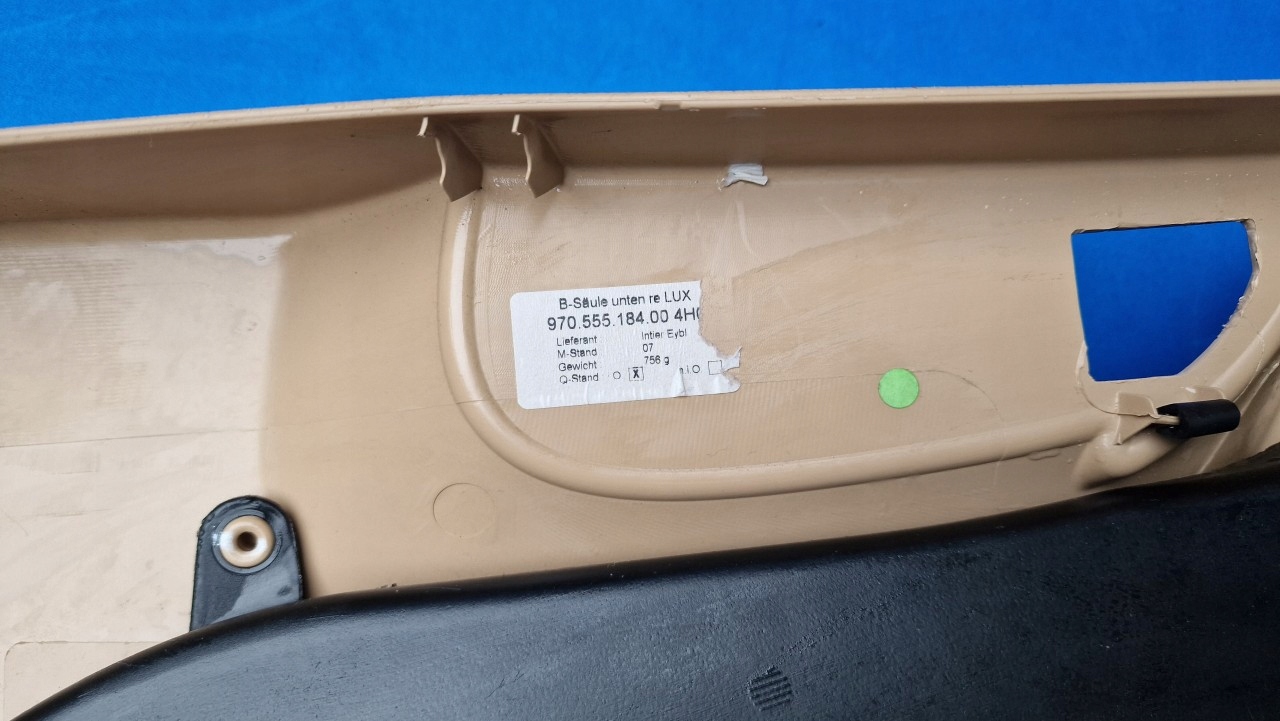 B-Säule unten re LUX
970.555.184.00 4H
Lieferant Intier Eybl
M-Stand 07
Gewicht 756 g
Q-Stand O X n.i.O